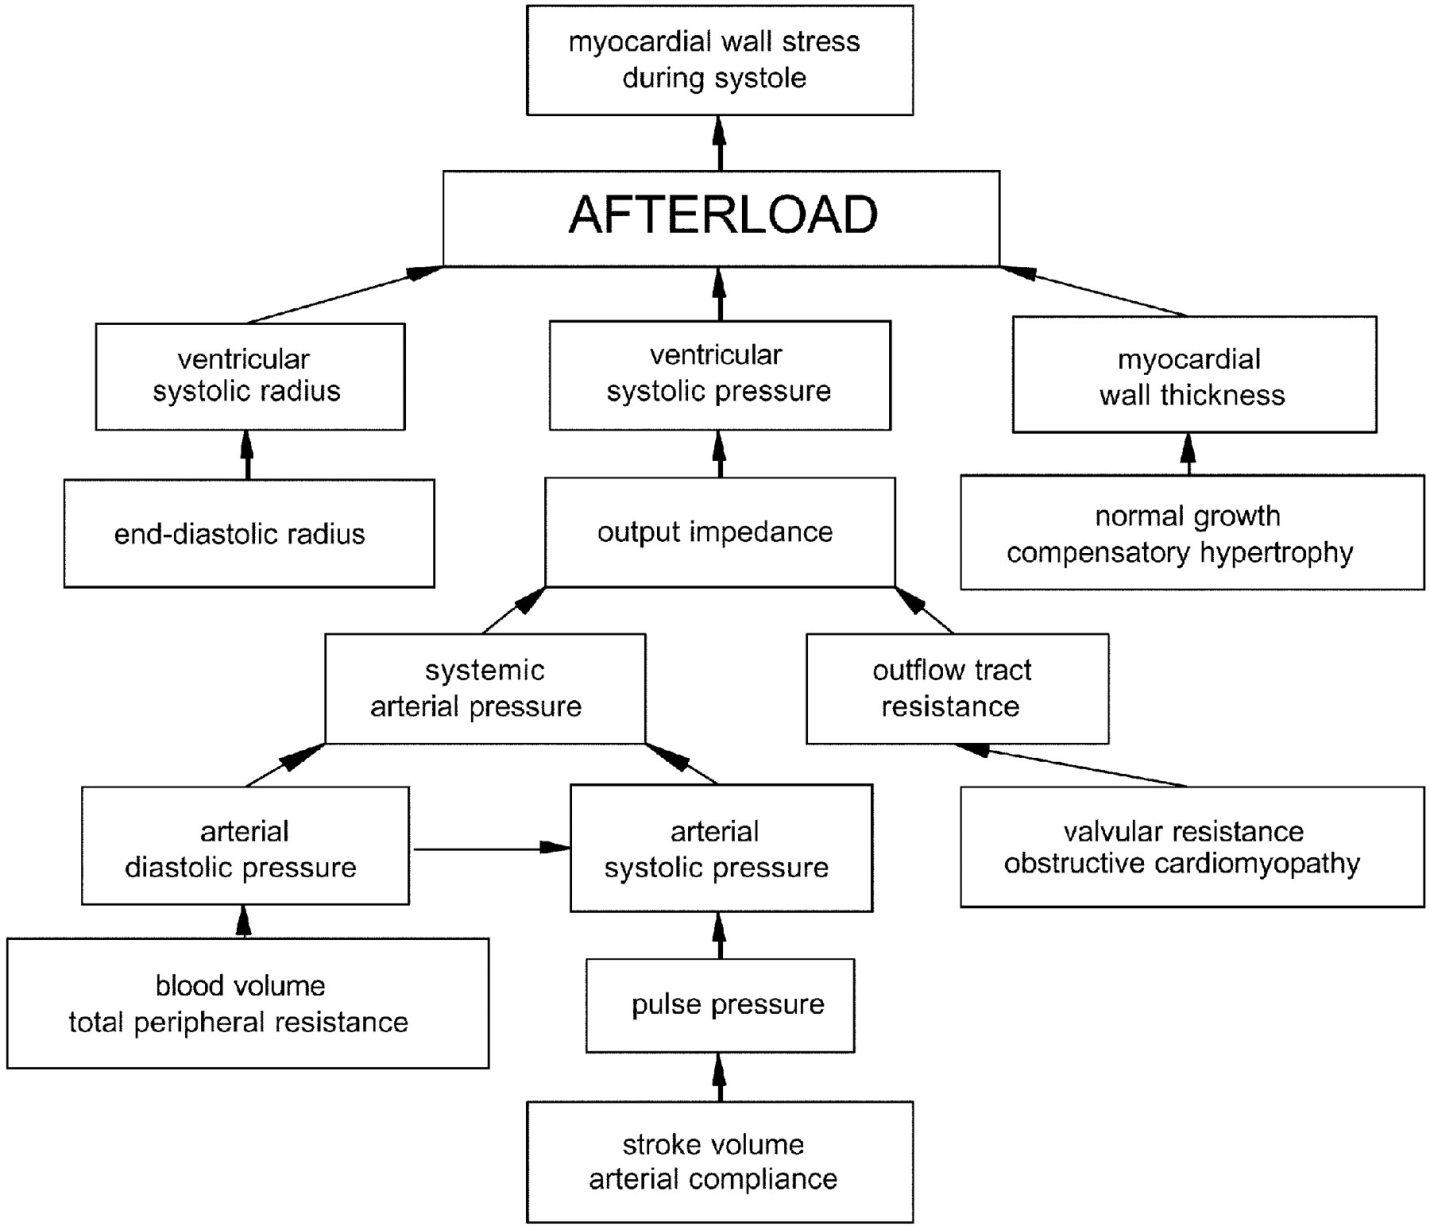 myocardial wall stress
during systole
AFTERLOAD
ventricular
systolic radius
ventricular
systolic pressure
myocardial
wall thickness
end-diastolic radius
output impedance
normal growth
compensatory hypertrophy
systemic
arterial pressure
outflow tract
resistance
arterial
diastolic pressure
arterial
systolic pressure
valvular resistance
obstructive cardiomyopathy
blood volume
total peripheral resistance
pulse pressure
stroke volume
arterial compliance